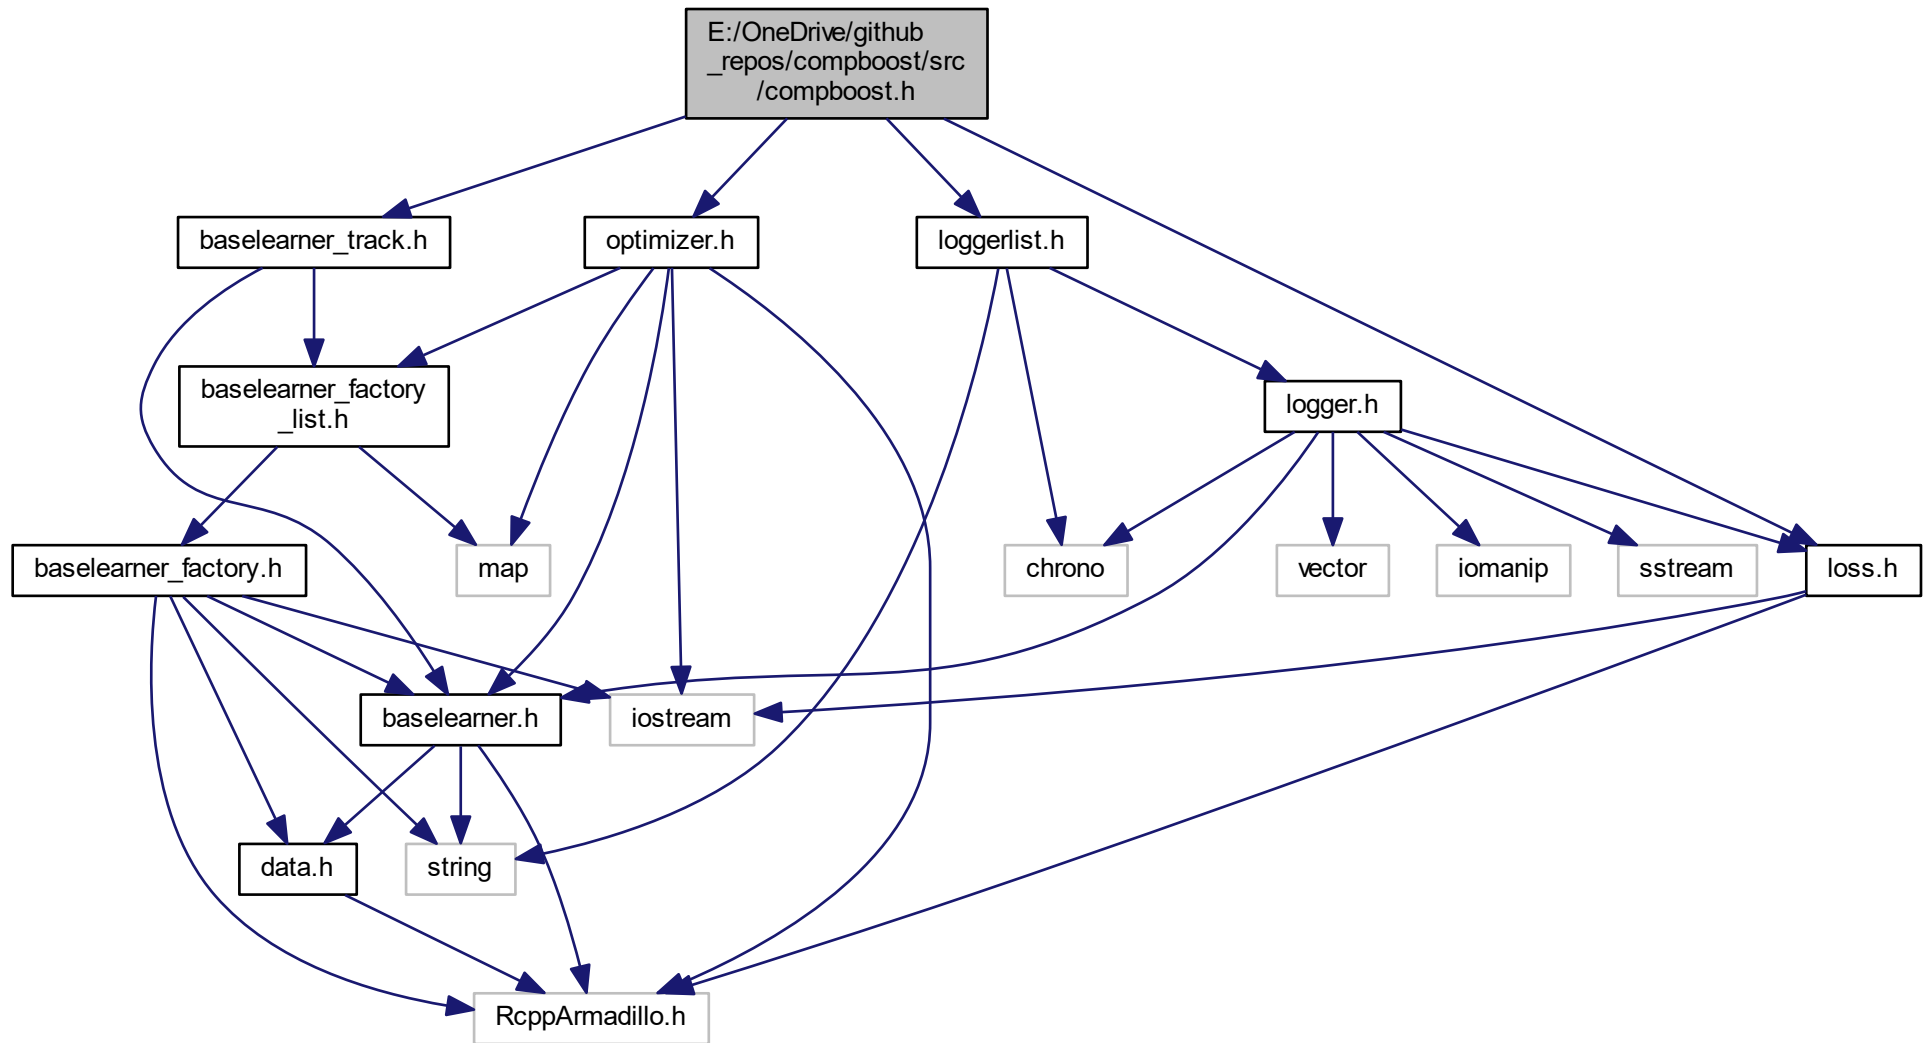 E:/OneDrive/github
_repos/compboost/src
/compboost.h
baselearner_track.h
optimizer.h
loggerlist.h
baselearner_factory
_list.h
logger.h
baselearner_factory.h
map
chrono
vector
iomanip
sstream
loss.h
baselearner.h
iostream
data.h
string
RcppArmadillo.h